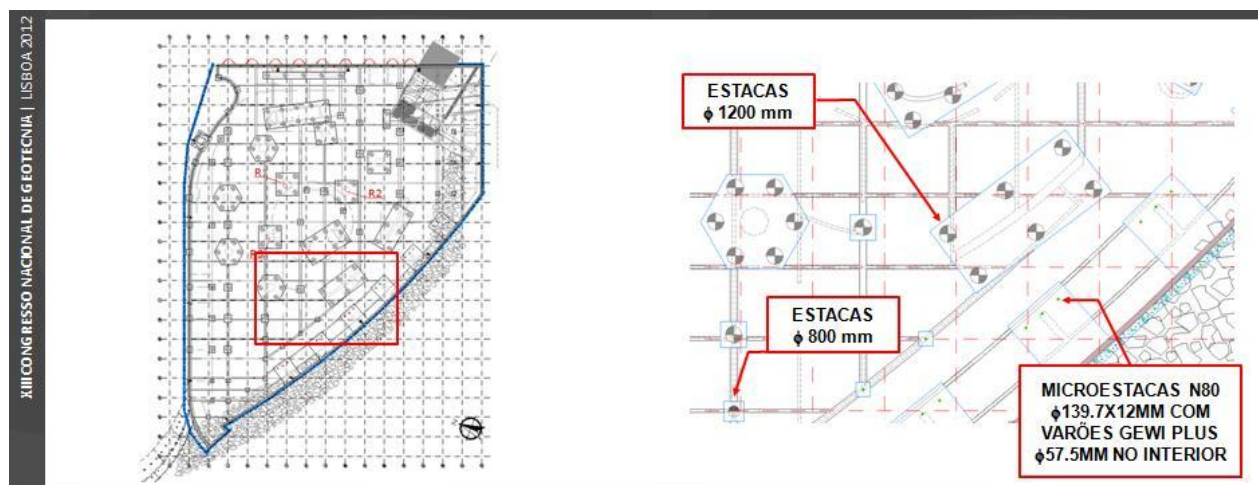 XIII CONGRESSO NACIONAL DE GEOTECNIA | LISBOA 2012
R2
ESTACAS
ϕ 1200 mm
ESTACAS
ϕ 800 mm
MICROESTACAS N80
ϕ139.7X12MM COM
VARÕES GEWI PLUS
ϕ57.5MM NO INTERIOR